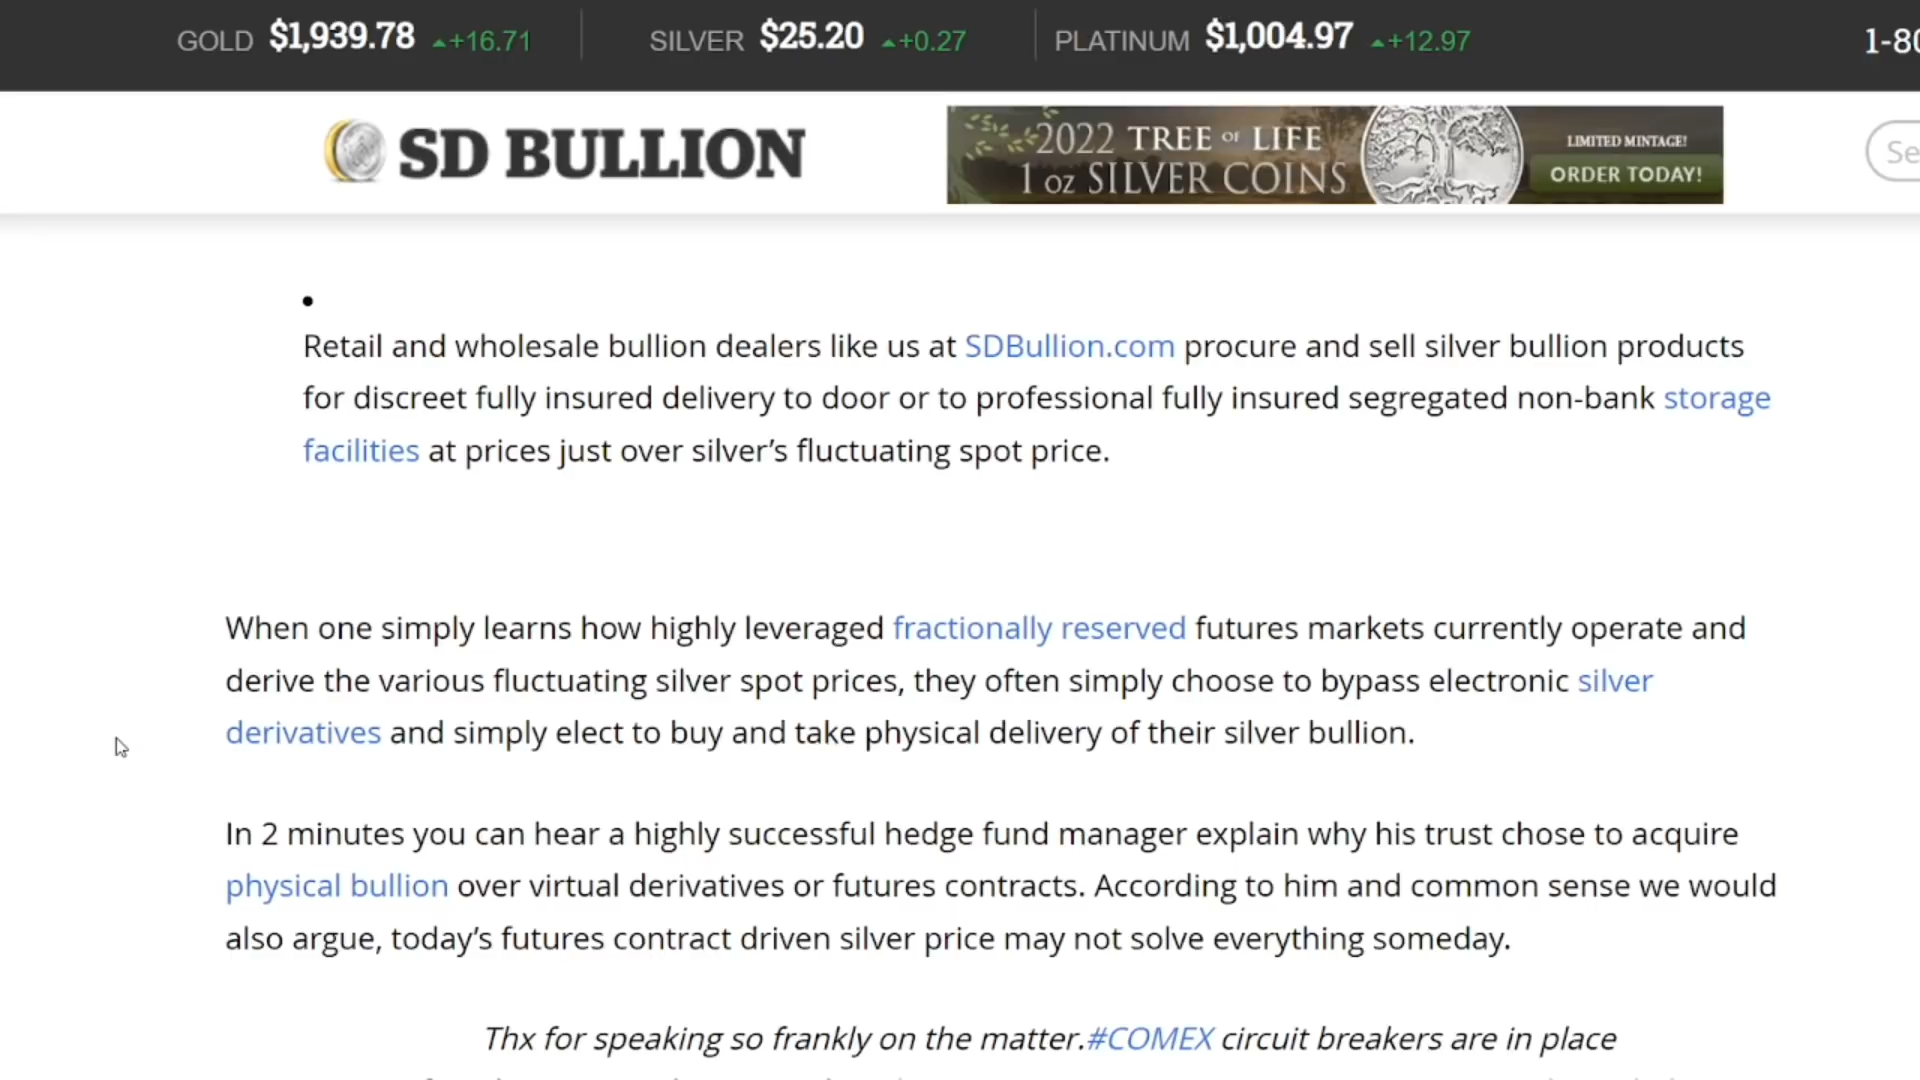 GOLD $1,939.78 +16.71 SILVER $25.20 +0.27 PLATINUM $1,004.97 +12.97 1-80
SD BULLION
2022 TREE OF LIFE
1 oz SILVER COINS
LIMITED MINTAGE!
ORDER TODAY!
Se
•
Retail and wholesale bullion dealers like us at SDBullion.com procure and sell silver bullion products
for discreet fully insured delivery to door or to professional fully insured segregated non-bank storage
facilities at prices just over silver’s fluctuating spot price.
When one simply learns how highly leveraged fractionally reserved futures markets currently operate and
derive the various fluctuating silver spot prices, they often simply choose to bypass electronic silver
derivatives and simply elect to buy and take physical delivery of their silver bullion.
In 2 minutes you can hear a highly successful hedge fund manager explain why his trust chose to acquire
physical bullion over virtual derivatives or futures contracts. According to him and common sense we would
also argue, today’s futures contract driven silver price may not solve everything someday.
Thx for speaking so frankly on the matter.#COMEX circuit breakers are in place